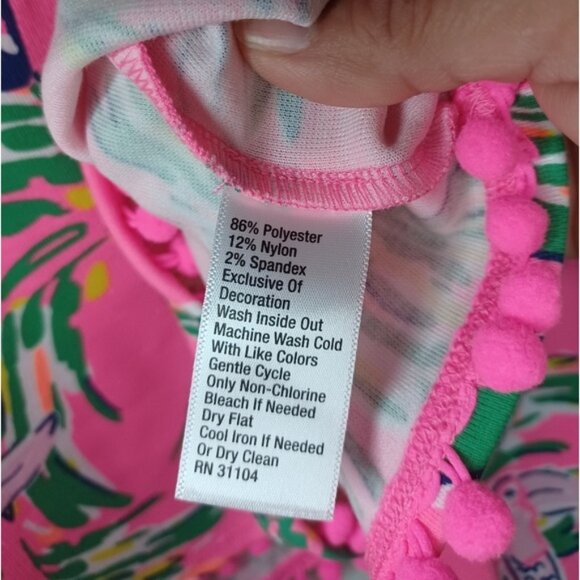 86% Polyester
12% Nylon
2% Spandex
Exclusive Of
Decoration
Wash Inside Out
Machine Wash Cold
With Like Colors
Gentle Cycle
Only Non-Chlorine
Bleach If Needed
Dry Flat
Cool Iron If Needed
Or Dry Clean
RN 31104